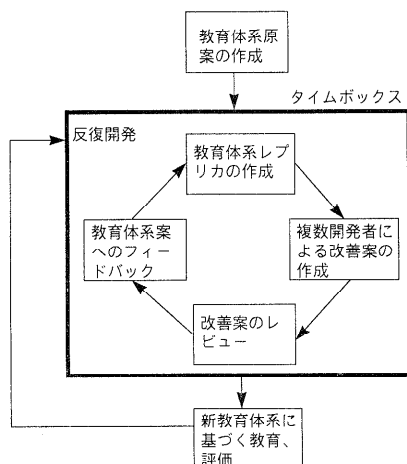 教育体系原
案の作成
タイムボックス
反復開発
教育体系レプ
リカの作成
複数開発者に
よる改善案の
作成
改善案のレ
ビュー
教育体系案
へのフィー
ドバック
新教育体系に
基づく教育、
評価